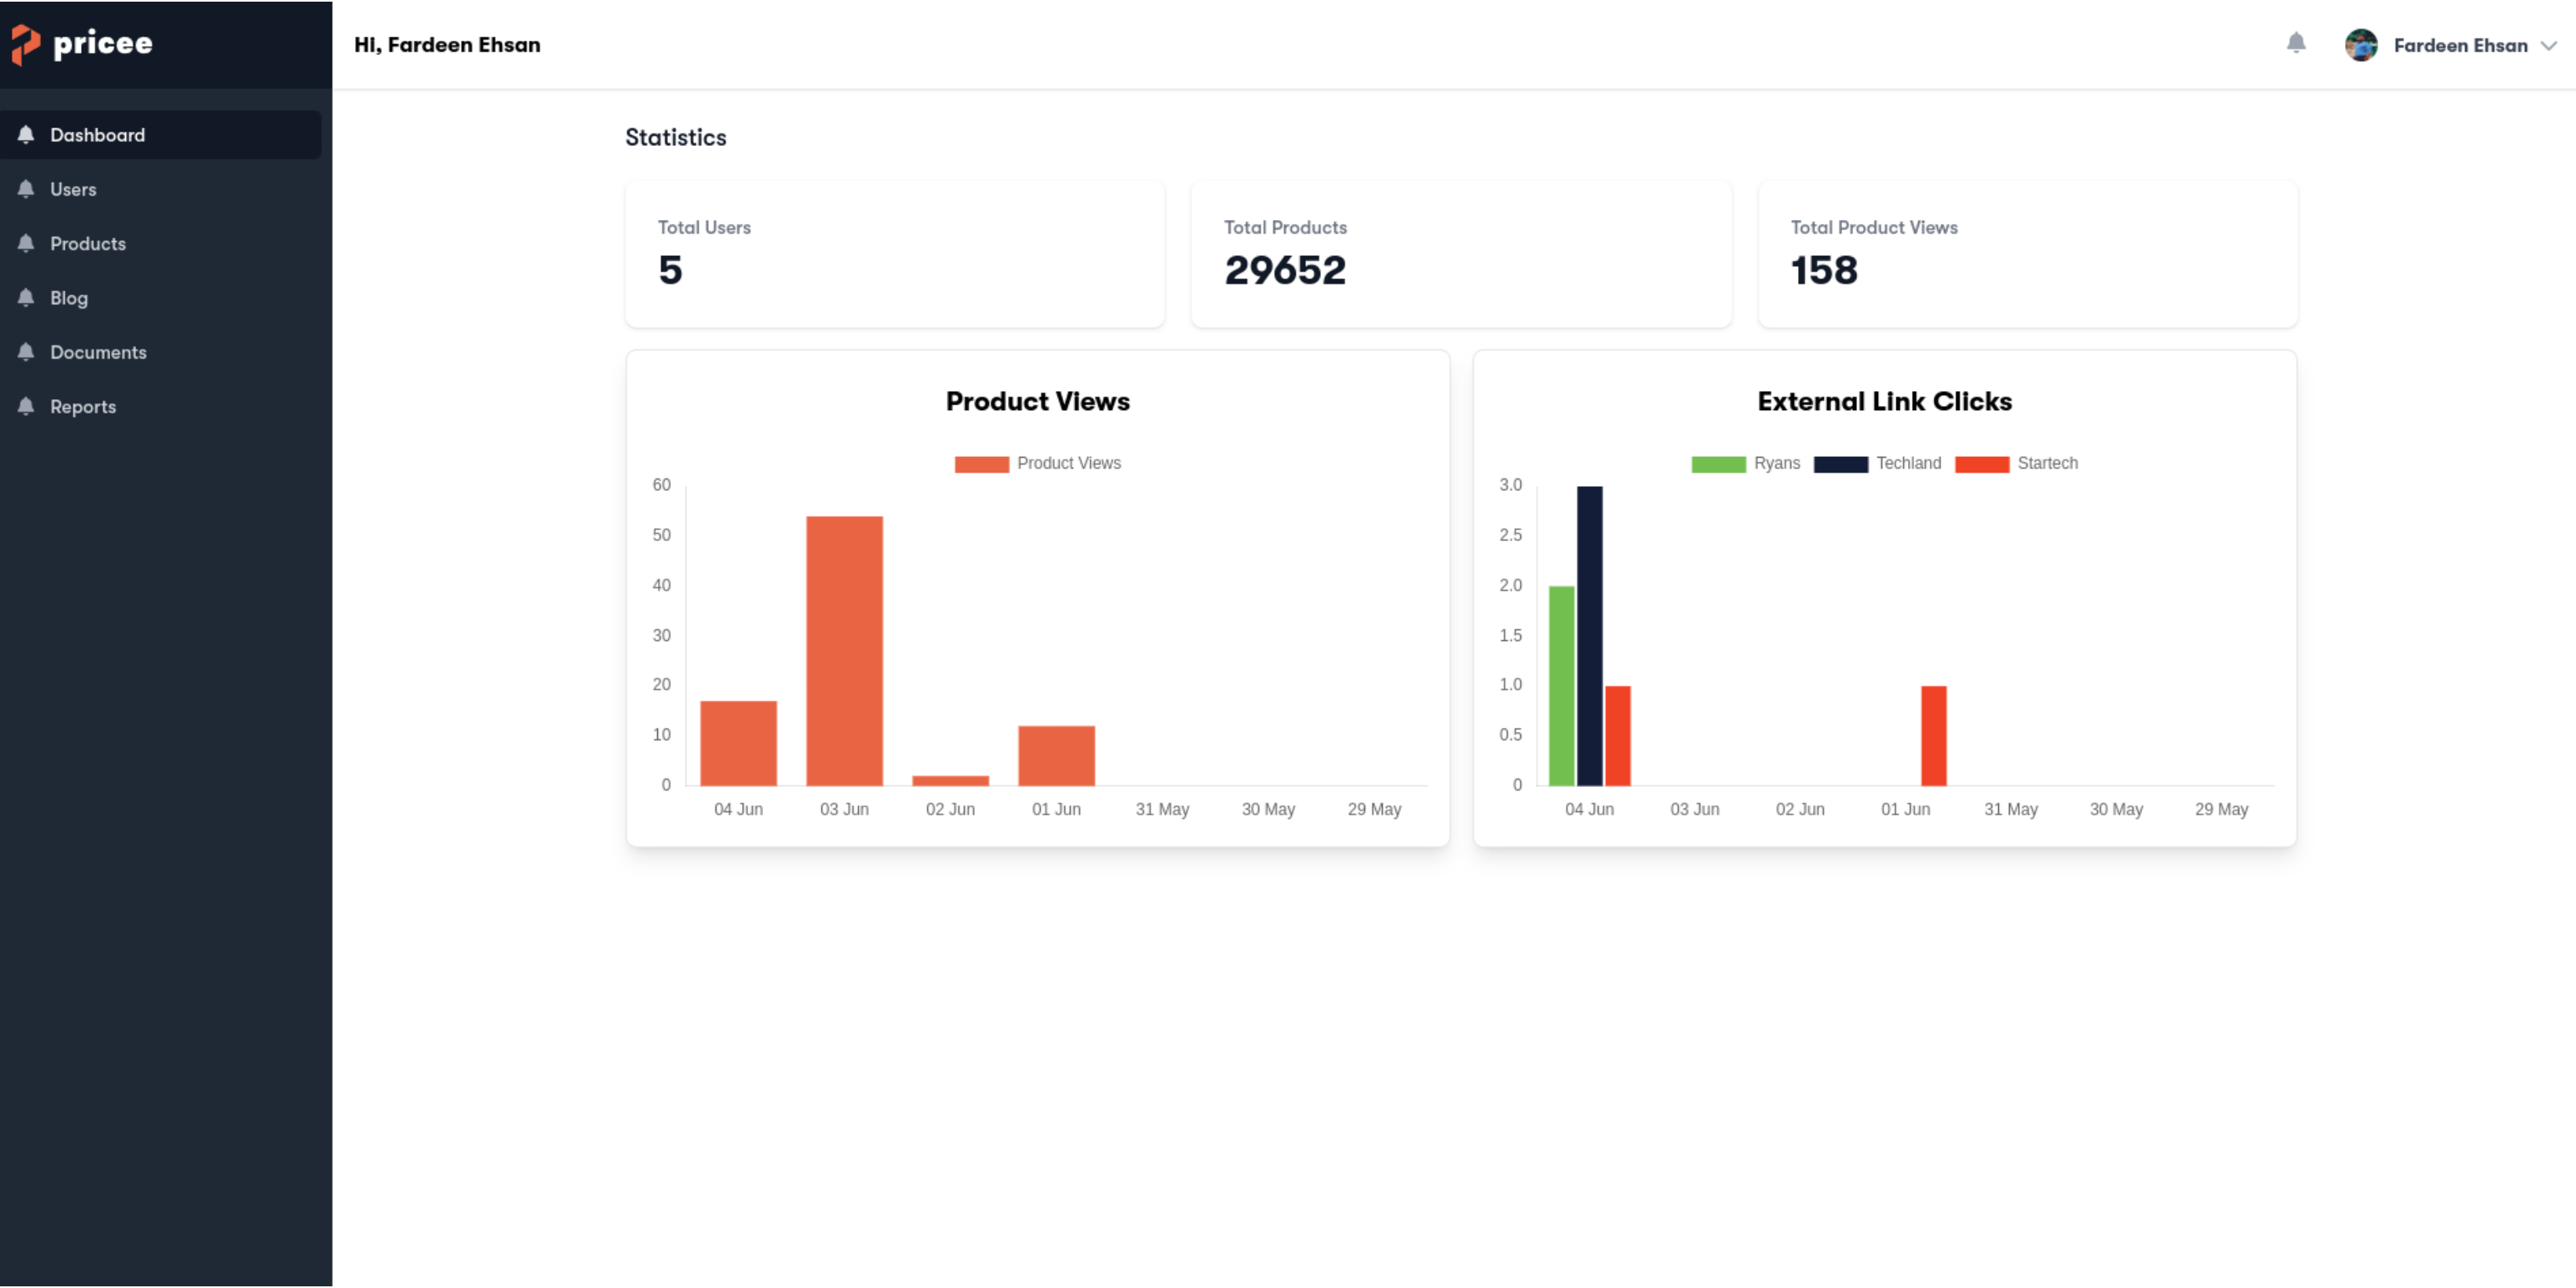 pricee
Hi, Fardeen Ehsan
Fardeen Ehsan
Dashboard
Users
Products
Blog
Documents
Reports
Statistics
Total Users
5
Total Products
29652
Total Product Views
158
Product Views
Product Views
60
50
40
30
20
10
0
04 Jun 03 Jun 02 Jun 01 Jun 31 May 30 May 29 May
External Link Clicks
Ryans Techland Startech
3.0
2.5
2.0
1.5
1.0
0.5
0
04 Jun 03 Jun 02 Jun 01 Jun 31 May 30 May 29 May